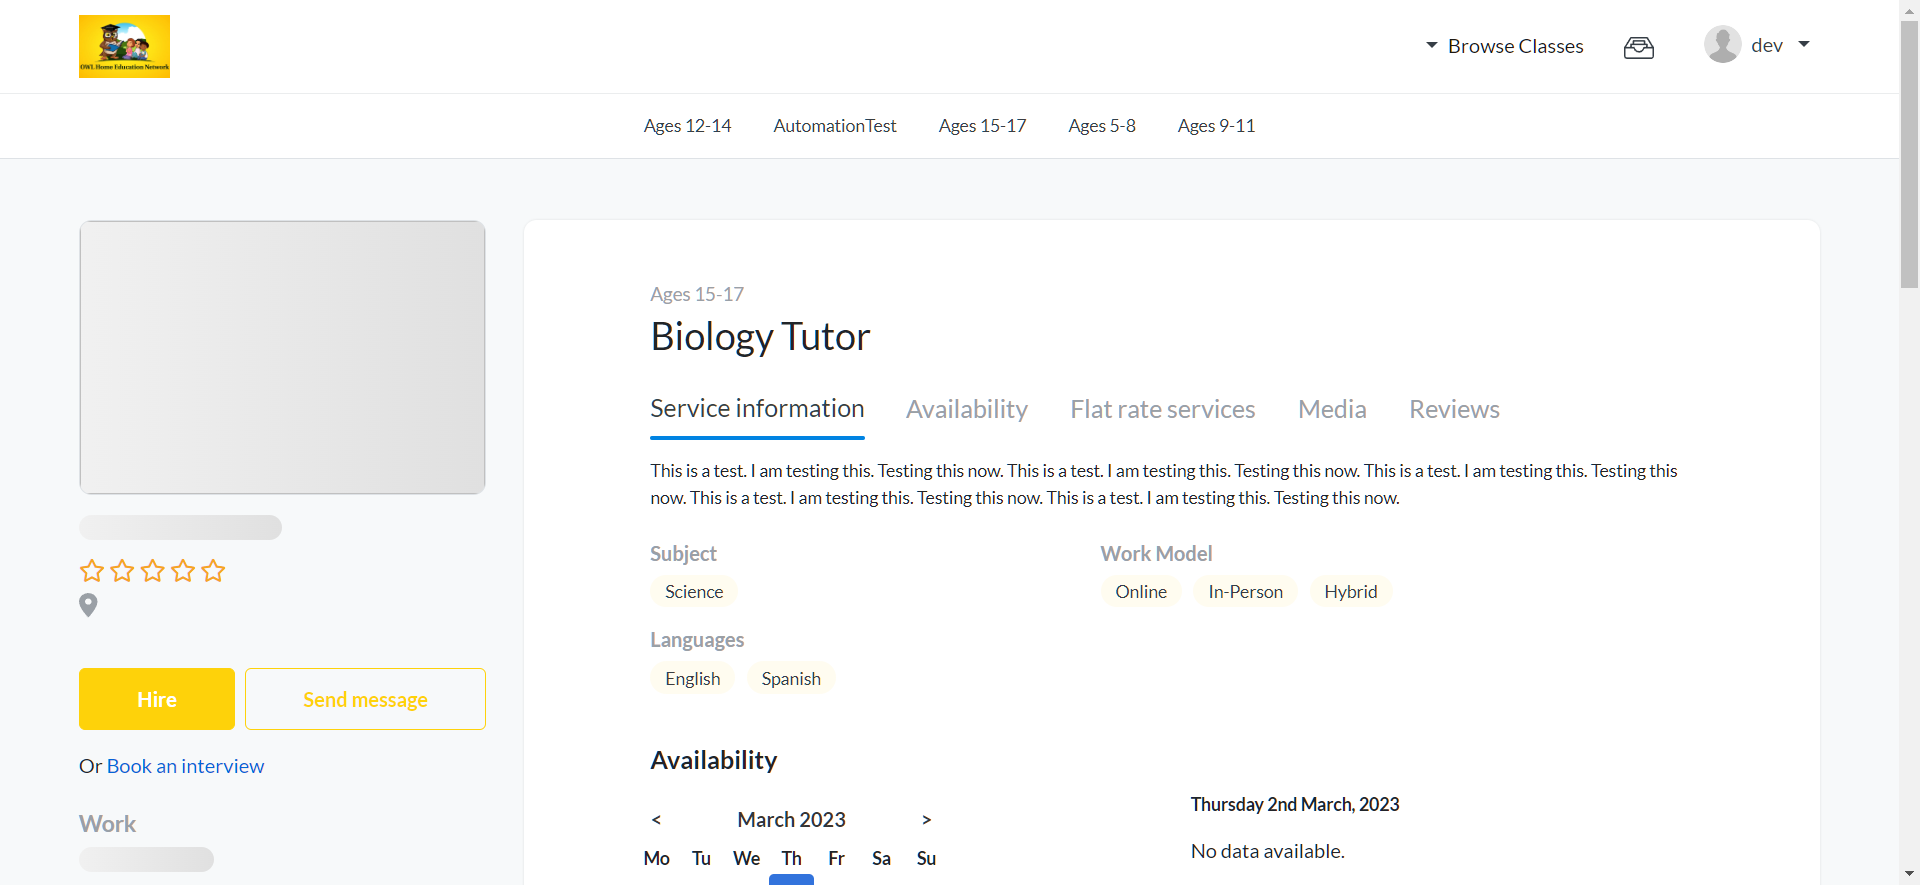 OWL Home Education Network
Browse Classes
dev
Ages 12-14 AutomationTest Ages 15-17 Ages 5-8 Ages 9-11
Ages 15-17
Biology Tutor
Service information Availability Flat rate services Media Reviews
This is a test. I am testing this. Testing this now. This is a test. I am testing this. Testing this now. This is a test. I am testing this. Testing this
now. This is a test. I am testing this. Testing this now. This is a test. I am testing this. Testing this now.
Subject
Science
Work Model
Online In-Person Hybrid
Languages
English Spanish
Hire
Send message
Or Book an interview
Work
Availability
< March 2023 >
Mo Tu We Th Fr Sa Su
Thursday 2nd March, 2023
No data available.